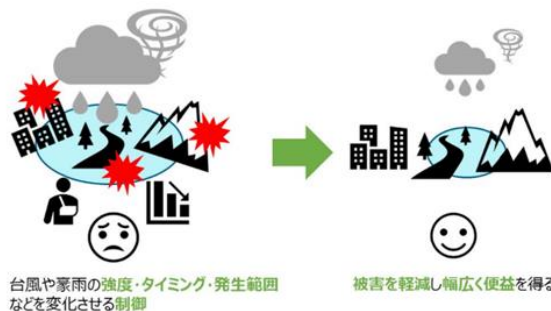 台風や豪雨の強度・タイミング・発生範囲
などを変化させる制御
被害を軽減し幅広く便益を得る